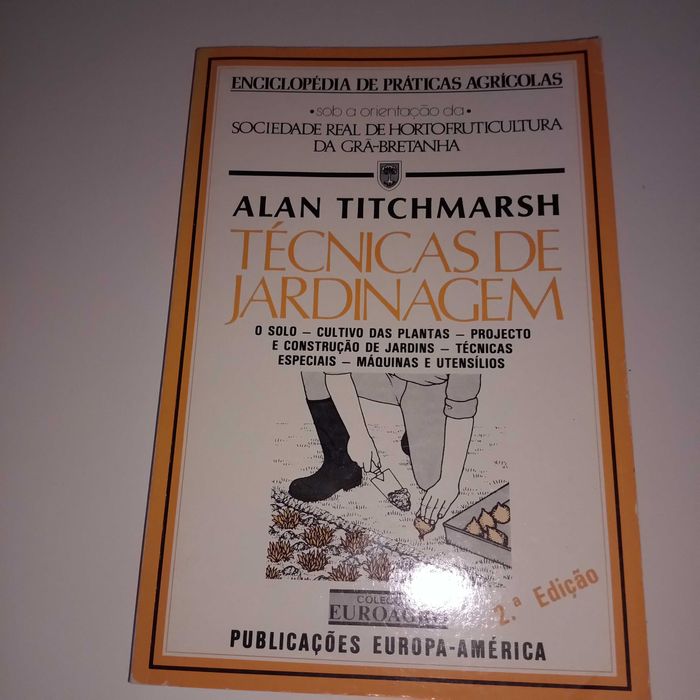 ENCICLOPÉDIA DE PRÁTICAS AGRÍCOLAS
• sob a orientação da •
SOCIEDADE REAL DE HORTOFRUTICULTURA
DA GRÃ-BRETANHA
ALAN TITCHMARSH
TÉCNICAS DE
JARDINAGEM
O SOLO – CULTIVO DAS PLANTAS – PROJECTO
E CONSTRUÇÃO DE JARDINS – TÉCNICAS
ESPECIAIS – MÁQUINAS E UTENSÍLIOS
2.ª Edição
EUROAGRO
PUBLICAÇÕES EUROPA-AMÉRICA